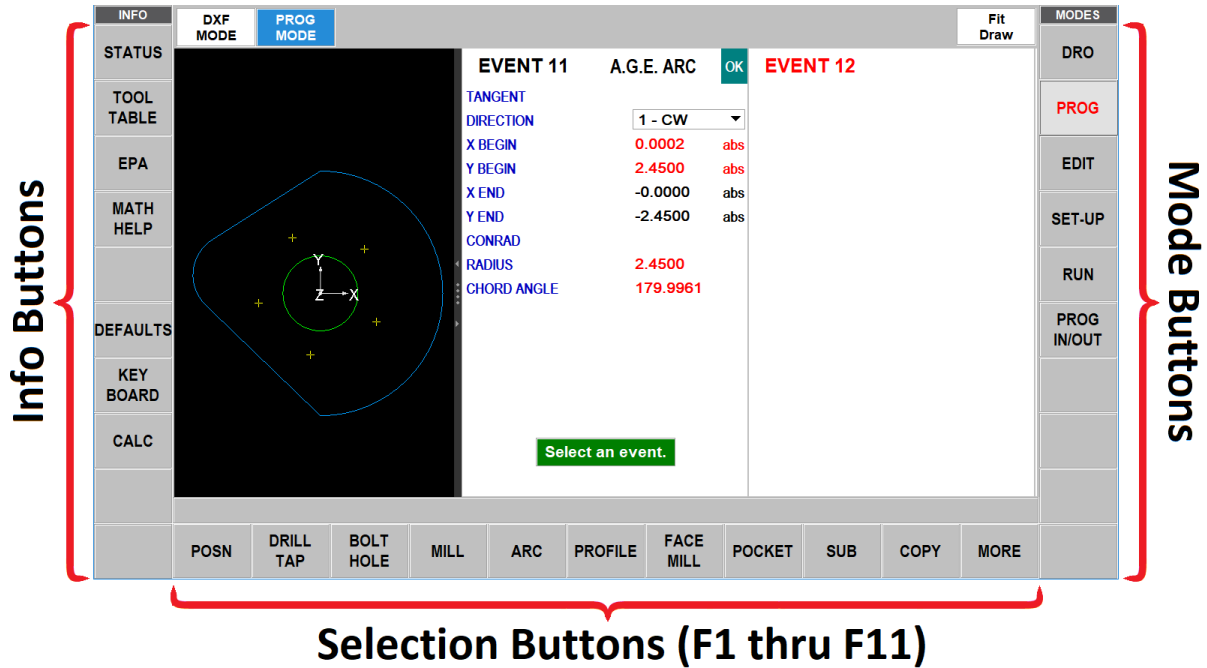 INFO
DXF
MODE
PROG
MODE
Fit
Draw
MODES
STATUS
TOOL
TABLE
EPA
MATH
HELP
DEFAULTS
KEY
BOARD
CALC
Info Buttons
Y
Z
X
EVENT 11 A.G.E. ARC OK
TANGENT
DIRECTION 1 - CW
X BEGIN 0.0002 abs
Y BEGIN 2.4500 abs
X END -0.0000 abs
Y END -2.4500 abs
CONRAD
RADIUS 2.4500
CHORD ANGLE 179.9961
Select an event.
EVENT 12
DRO
PROG
EDIT
SET-UP
RUN
PROG
IN/OUT
Mode Buttons
POSN
DRILL
TAP
BOLT
HOLE
MILL
ARC
PROFILE
FACE
MILL
POCKET
SUB
COPY
MORE
Selection Buttons (F1 thru F11)